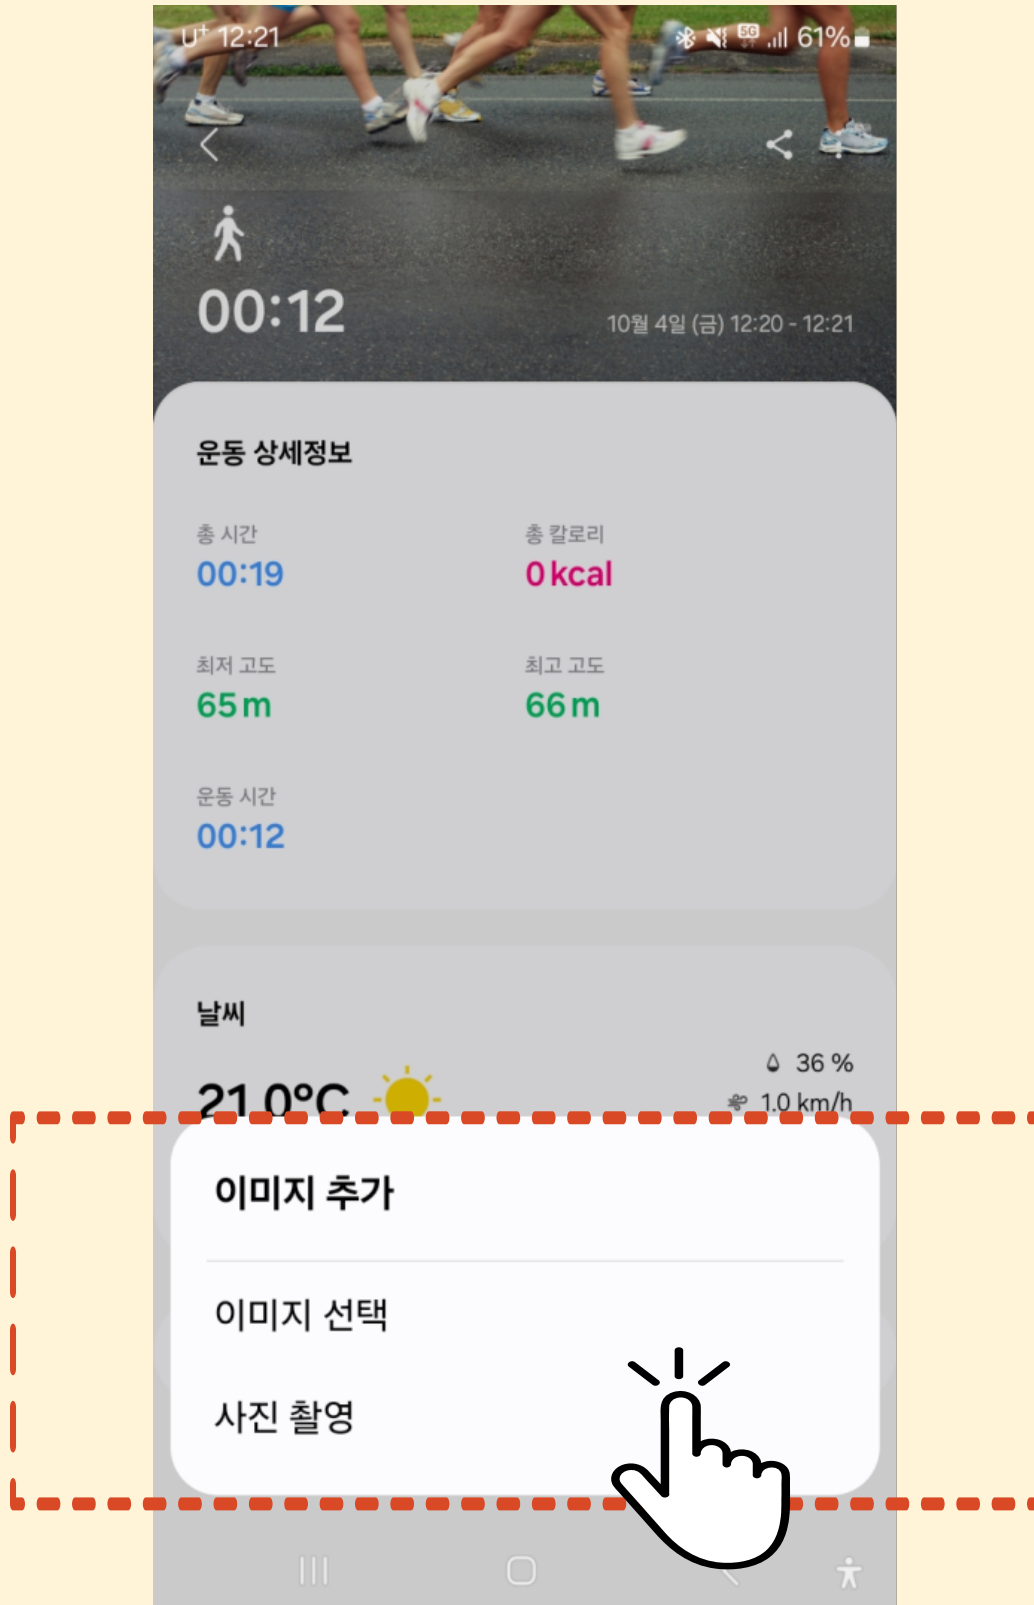 U+ 12:21 5G 61%
00:12
10월 4일 (금) 12:20 - 12:21
운동 상세정보
총 시간 총 칼로리
00:19 0 kcal
최저 고도 최고 고도
65 m 66 m
운동 시간
00:12
날씨
36 %
21.0°C 1.0 km/h
이미지 추가
이미지 선택
사진 촬영